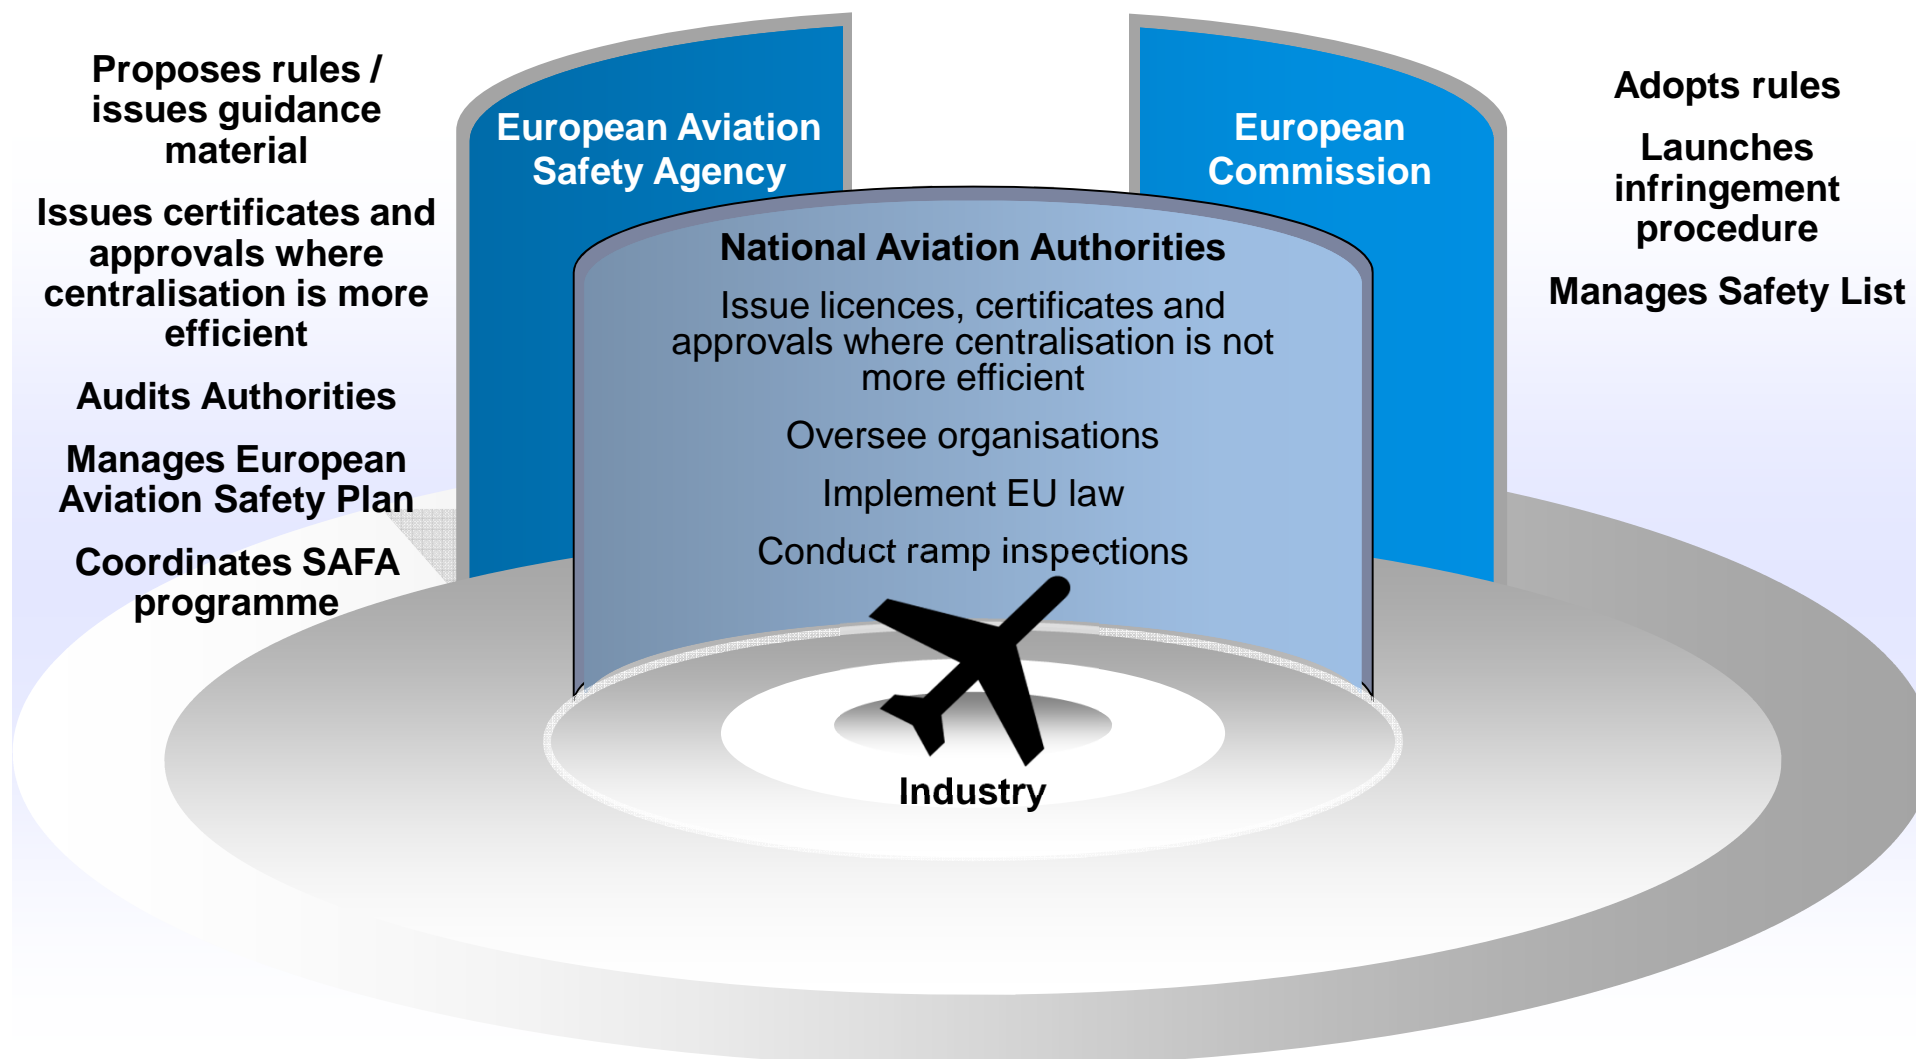 Proposes rules /
issues guidance
material
Issues certificates and
approvals where
centralisation is more
efficient
Audits Authorities
Manages European
Aviation Safety Plan
Coordinates SAFA
programme
European Aviation
Safety Agency
European
Commission
Adopts rules
Launches
infringement
procedure
Manages Safety List
National Aviation Authorities
Issue licences, certificates and
approvals where centralisation is not
more efficient
Oversee organisations
Implement EU law
Conduct ramp inspections
Industry